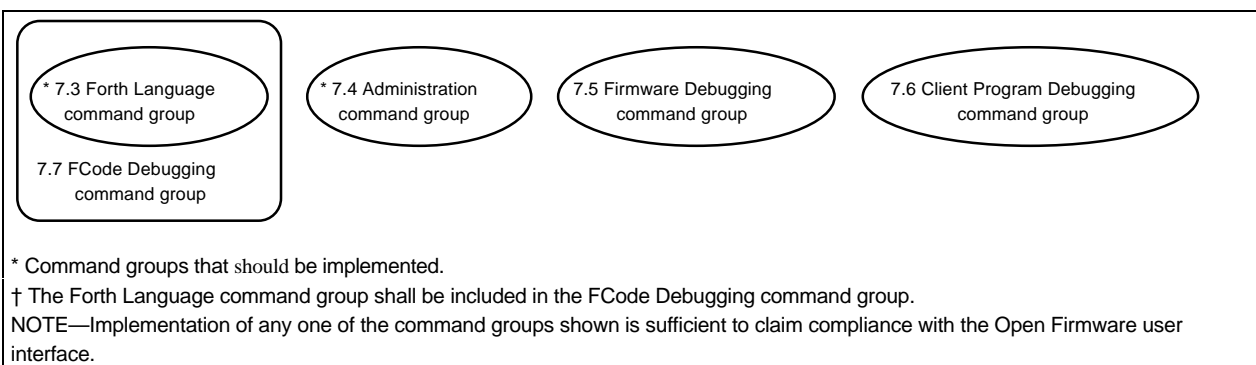 * 7.3 Forth Language
command group
* 7.4 Administration
command group
7.5 Firmware Debugging
command group
7.6 Client Program Debugging
command group
7.7 FCode Debugging
command group
* Command groups that should be implemented.
† The Forth Language command group shall be included in the FCode Debugging command group.
NOTE—Implementation of any one of the command groups shown is sufficient to claim compliance with the Open Firmware user
interface.